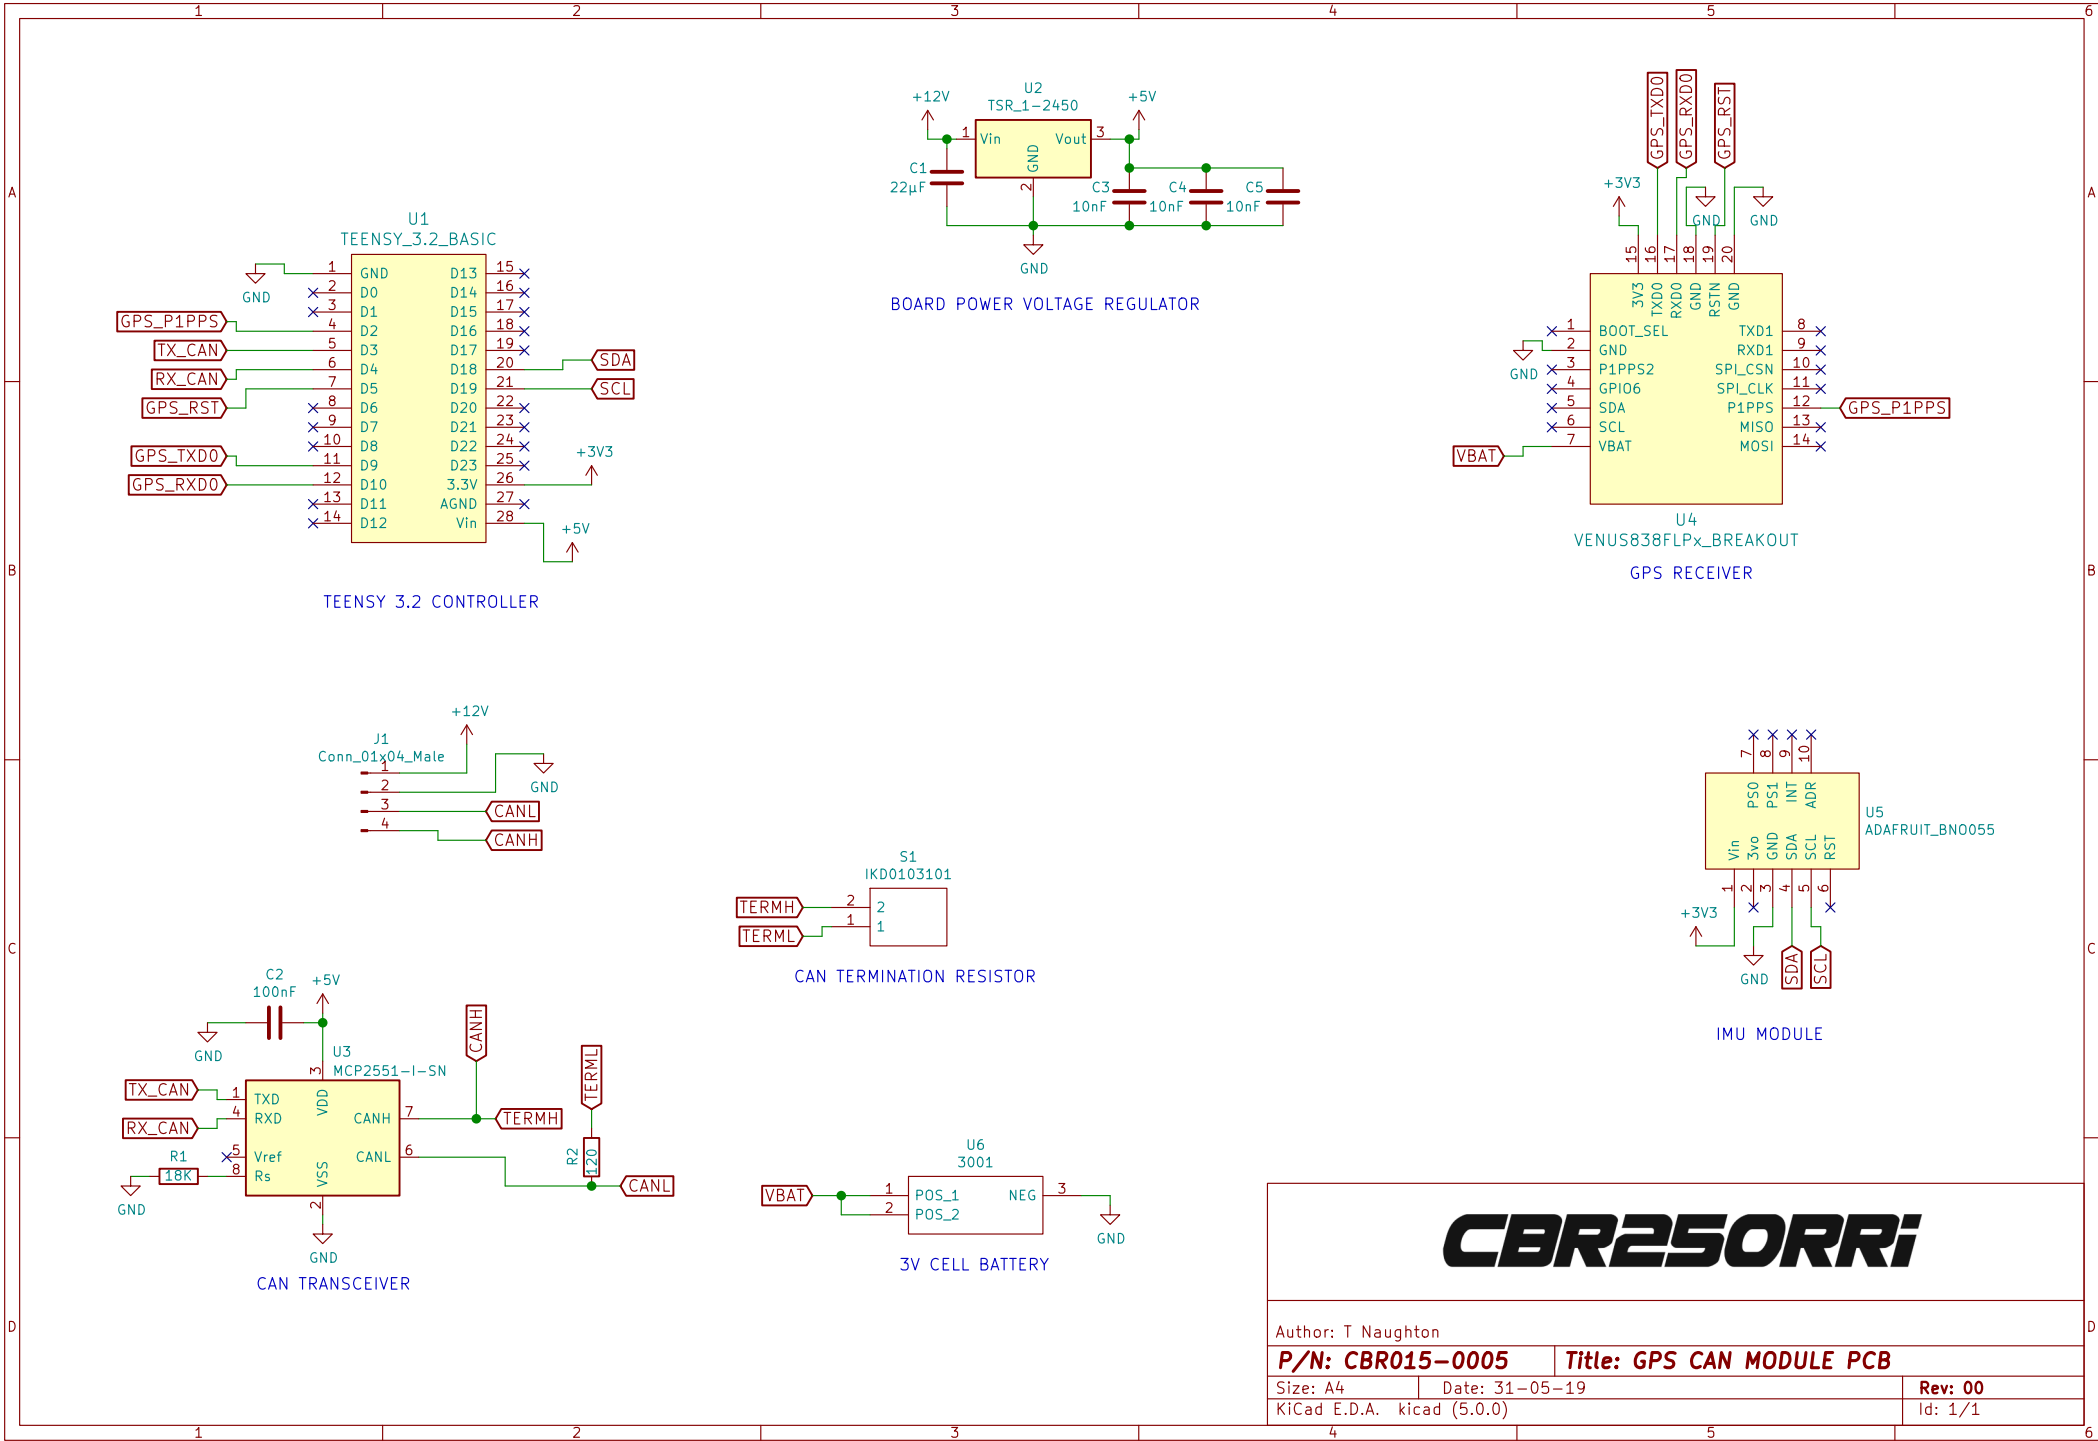 1 2 3 4 5 6
A
B
C
D
A
B
C
D
1 2 3 4 5 6
U1
TEENSY_3.2_BASIC
GND
GPS_P1PPS
TX_CAN
RX_CAN
GPS_RST
GPS_TXD0
GPS_RXD0
1 GND
2 D0
3 D1
4 D2
5 D3
6 D4
7 D5
8 D6
9 D7
10 D8
11 D9
12 D10
13 D11
14 D12
D13 15
D14 16
D15 17
D16 18
D17 19
D18 20
D19 21
D20 22
D21 23
D22 24
D23 25
3.3V 26
AGND 27
Vin 28
SDA
SCL
+3V3
+5V
TEENSY 3.2 CONTROLLER
U2
TSR_1-2450
+12V
+5V
1 Vin
Vout 3
GND
2
C1
22µF
C3
10nF
C4
10nF
C5
10nF
GND
BOARD POWER VOLTAGE REGULATOR
GPS_TXD0
GPS_RXD0
GPS_RST
+3V3
GND
GND
15 3V3
16 TXD0
17 RXD0
18 GND
19 RSTN
20 GND
1 BOOT_SEL
2 GND
3 P1PPS2
4 GPIO6
5 SDA
6 SCL
7 VBAT
TXD1 8
RXD1 9
SPI_CSN 10
SPI_CLK 11
P1PPS 12
MISO 13
MOSI 14
GND
VBAT
GPS_P1PPS
U4
VENUS838FLPx_BREAKOUT
GPS RECEIVER
+12V
J1
Conn_01x04_Male
1
2
3
4
GND
CANL
CANH
S1
IKD0103101
TERMH
TERML
2 2
1 1
CAN TERMINATION RESISTOR
7 PS0
8 PS1
9 INT
10 ADR
U5
ADAFRUIT_BNO055
Vin 1
3vo 2
GND 3
SDA 4
SCL 5
RST 6
+3V3
GND
SDA
SCL
IMU MODULE
C2
100nF
+5V
GND
U3
MCP2551-I-SN
TX_CAN
RX_CAN
1 TXD
4 RXD
5 Vref
8 Rs
3 VDD
VSS 2
CANH 7
CANL 6
R1
18K
GND
GND
CANH
TERMH
TERML
R2
120
CANL
CAN TRANSCEIVER
U6
3001
VBAT
1 POS_1
2 POS_2
NEG 3
GND
3V CELL BATTERY
CBR250RRi
Author: T Naughton
P/N: CBR015-0005 Title: GPS CAN MODULE PCB
Size: A4 Date: 31-05-19 Rev: 00
KiCad E.D.A. kicad (5.0.0) Id: 1/1